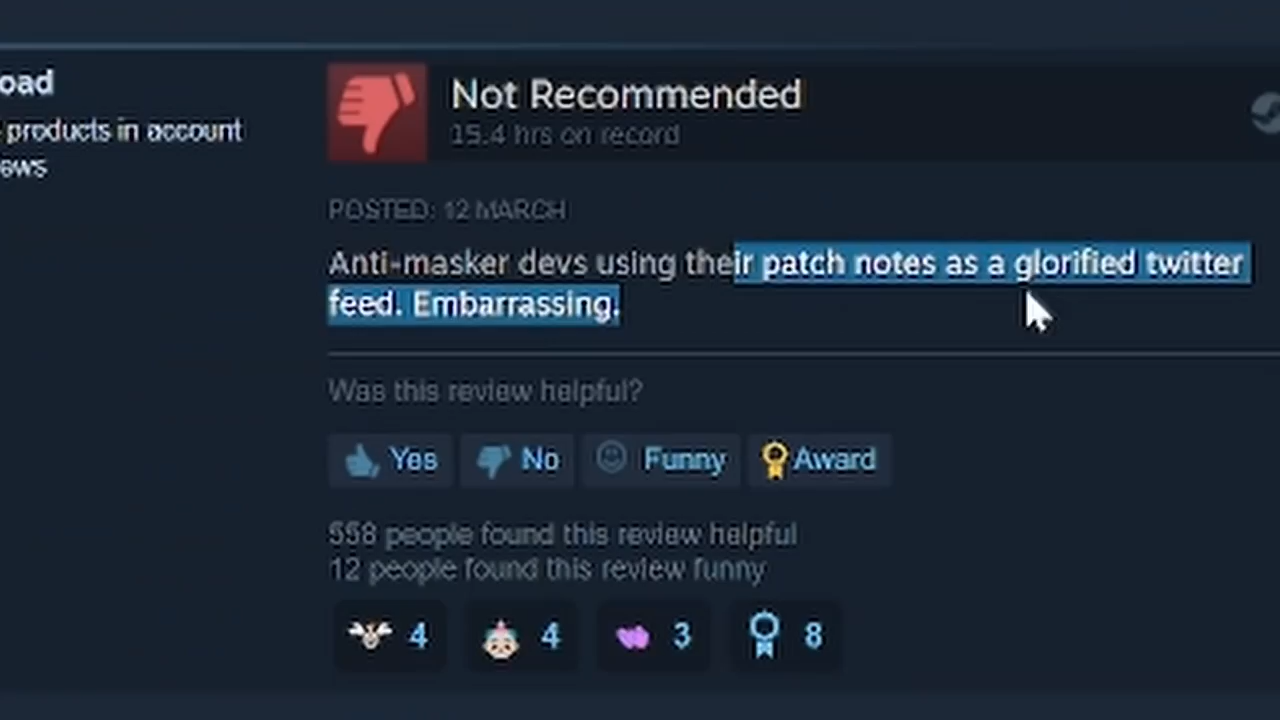 oad
products in account
ews
Not Recommended
15.4 hrs on record
POSTED: 12 MARCH
Anti-masker devs using their patch notes as a glorified twitter
feed. Embarrassing.
Was this review helpful?
Yes No Funny Award
558 people found this review helpful
12 people found this review funny
4 4 3 8